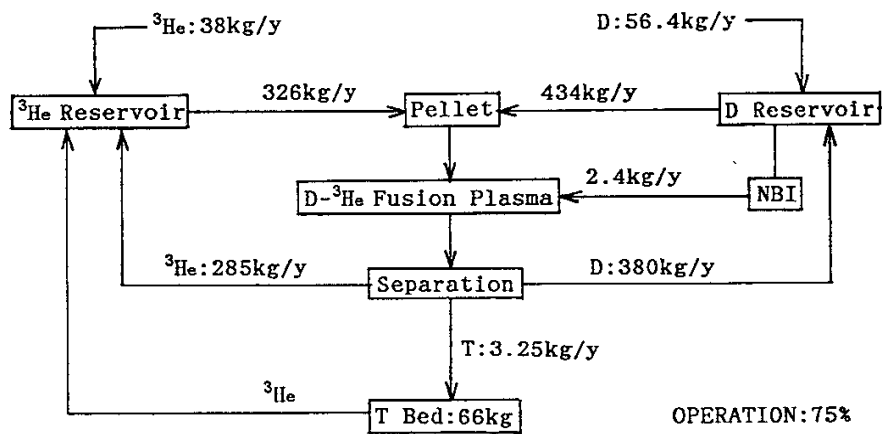 ³He:38kg/y
D:56.4kg/y
³He Reservoir
326kg/y
Pellet
434kg/y
D Reservoir
D-³He Fusion Plasma
2.4kg/y
NBI
³He:285kg/y
Separation
D:380kg/y
T:3.25kg/y
³He
T Bed:66kg
OPERATION:75%